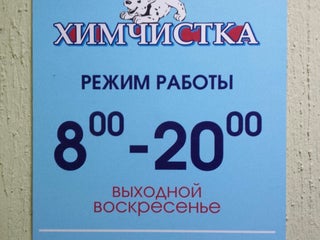 ХИМЧИСТКА
РЕЖИМ РАБОТЫ
8⁰⁰ - 20⁰⁰
ВЫХОДНОЙ
ВОСКРЕСЕНЬЕ